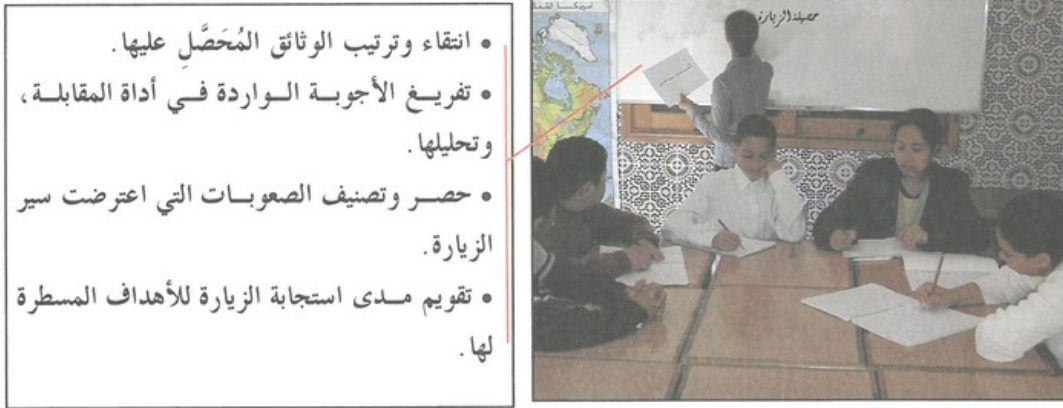 • انتقاء وترتيب الوثائق المُحَصَّلِ عليها.
• تفريغ الأجوبة الواردة في أداة المقابلة،
وتحليلها.
• حصر وتصنيف الصعوبات التي اعترضت سير
الزيارة.
• تقويم مدى استجابة الزيارة للأهداف المسطرة
لها.
حصيلة الزيارة